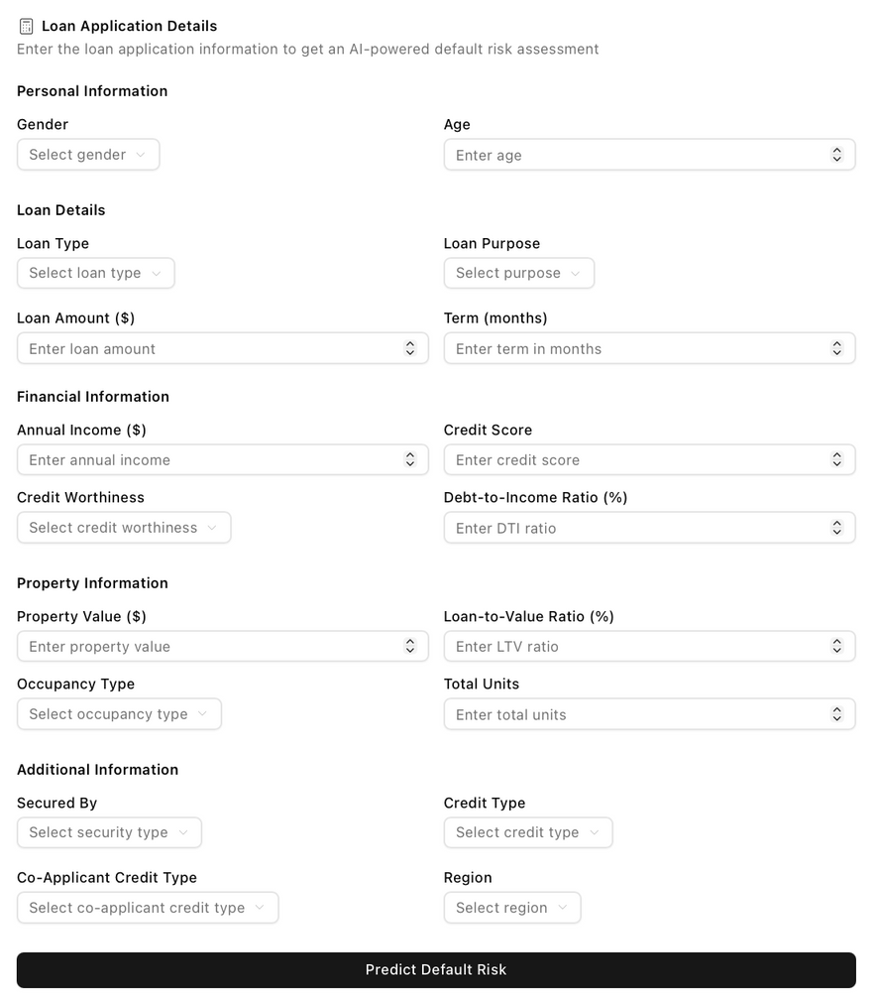 Loan Application Details
Enter the loan application information to get an AI-powered default risk assessment
Personal Information
Gender
Age
Select gender
Enter age
Loan Details
Loan Type
Loan Purpose
Select loan type
Select purpose
Loan Amount ($)
Term (months)
Enter loan amount
Enter term in months
Financial Information
Annual Income ($)
Credit Score
Enter annual income
Enter credit score
Credit Worthiness
Debt-to-Income Ratio (%)
Select credit worthiness
Enter DTI ratio
Property Information
Property Value ($)
Loan-to-Value Ratio (%)
Enter property value
Enter LTV ratio
Occupancy Type
Total Units
Select occupancy type
Enter total units
Additional Information
Secured By
Credit Type
Select security type
Select credit type
Co-Applicant Credit Type
Region
Select co-applicant credit type
Select region
Predict Default Risk